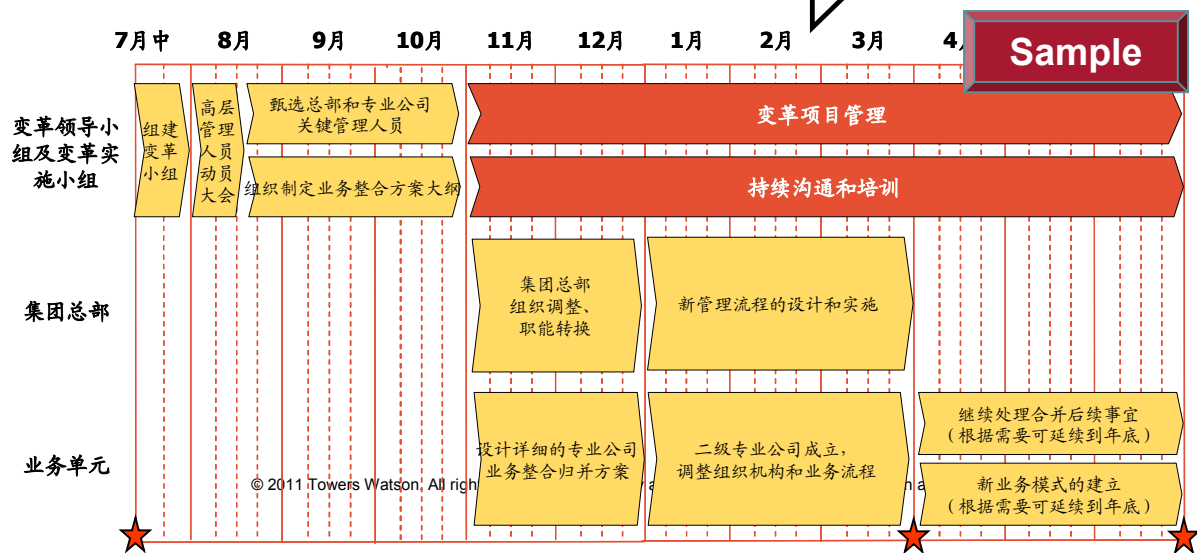 7月中 8月 9月 10月 11月 12月 1月 2月 3月 4
Sample
变革领导小
组及变革实
施小组
组建
变革
小组
高层
管理
人员
动员
大会
甄选总部和专业公司
关键管理人员
组织制定业务整合方案大纲
变革项目管理
持续沟通和培训
集团总部
集团总部
组织调整、
职能转换
新管理流程的设计和实施
业务单元
设计详细的专业公司
业务整合归并方案
二级专业公司成立，
调整组织机构和业务流程
继续处理合并后续事宜
（根据需要可延续到年底）
新业务模式的建立
（根据需要可延续到年底）
© 2011 Towers Watson. All